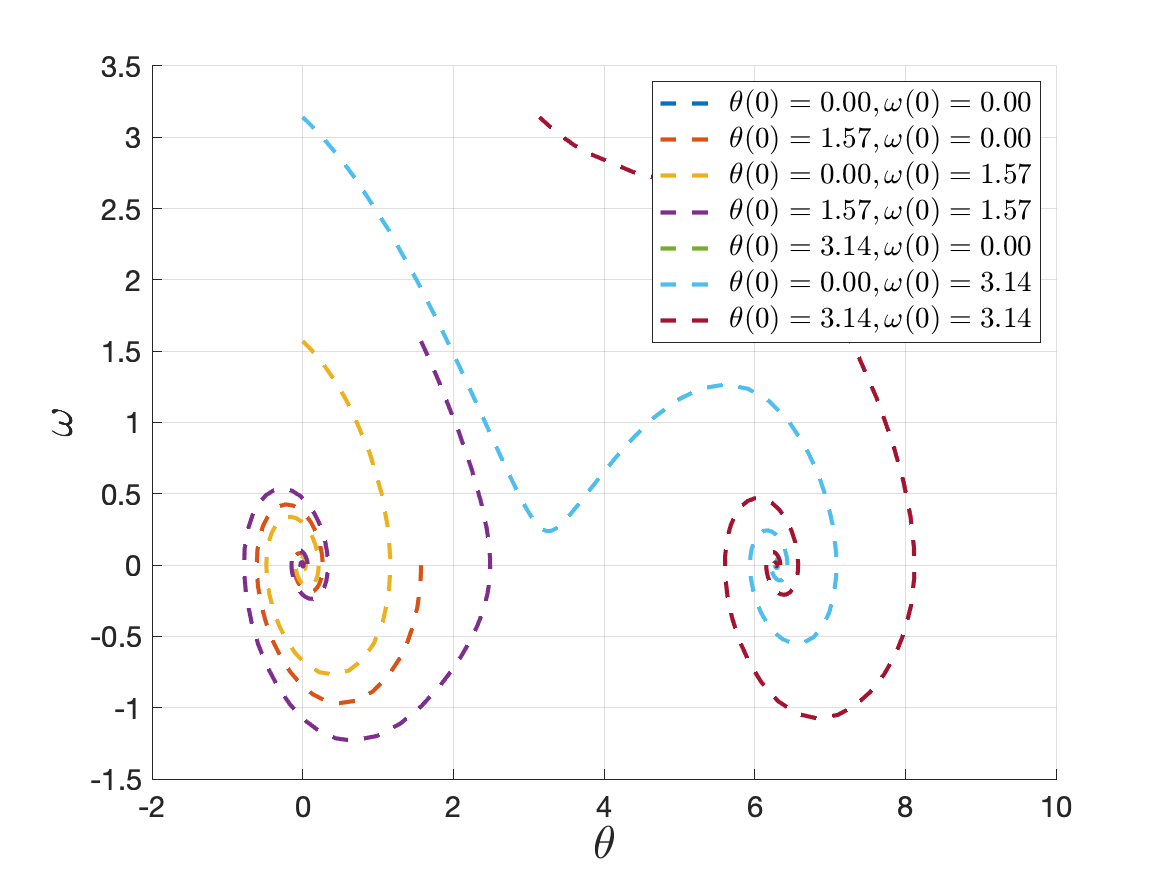 3.5
3
2.5
2
1.5
1
0.5
0
-0.5
-1
-1.5
ω
θ(0) = 0.00, ω(0) = 0.00
θ(0) = 1.57, ω(0) = 0.00
θ(0) = 0.00, ω(0) = 1.57
θ(0) = 1.57, ω(0) = 1.57
θ(0) = 3.14, ω(0) = 0.00
θ(0) = 0.00, ω(0) = 3.14
θ(0) = 3.14, ω(0) = 3.14
-2 0 2 4 6 8 10
θ